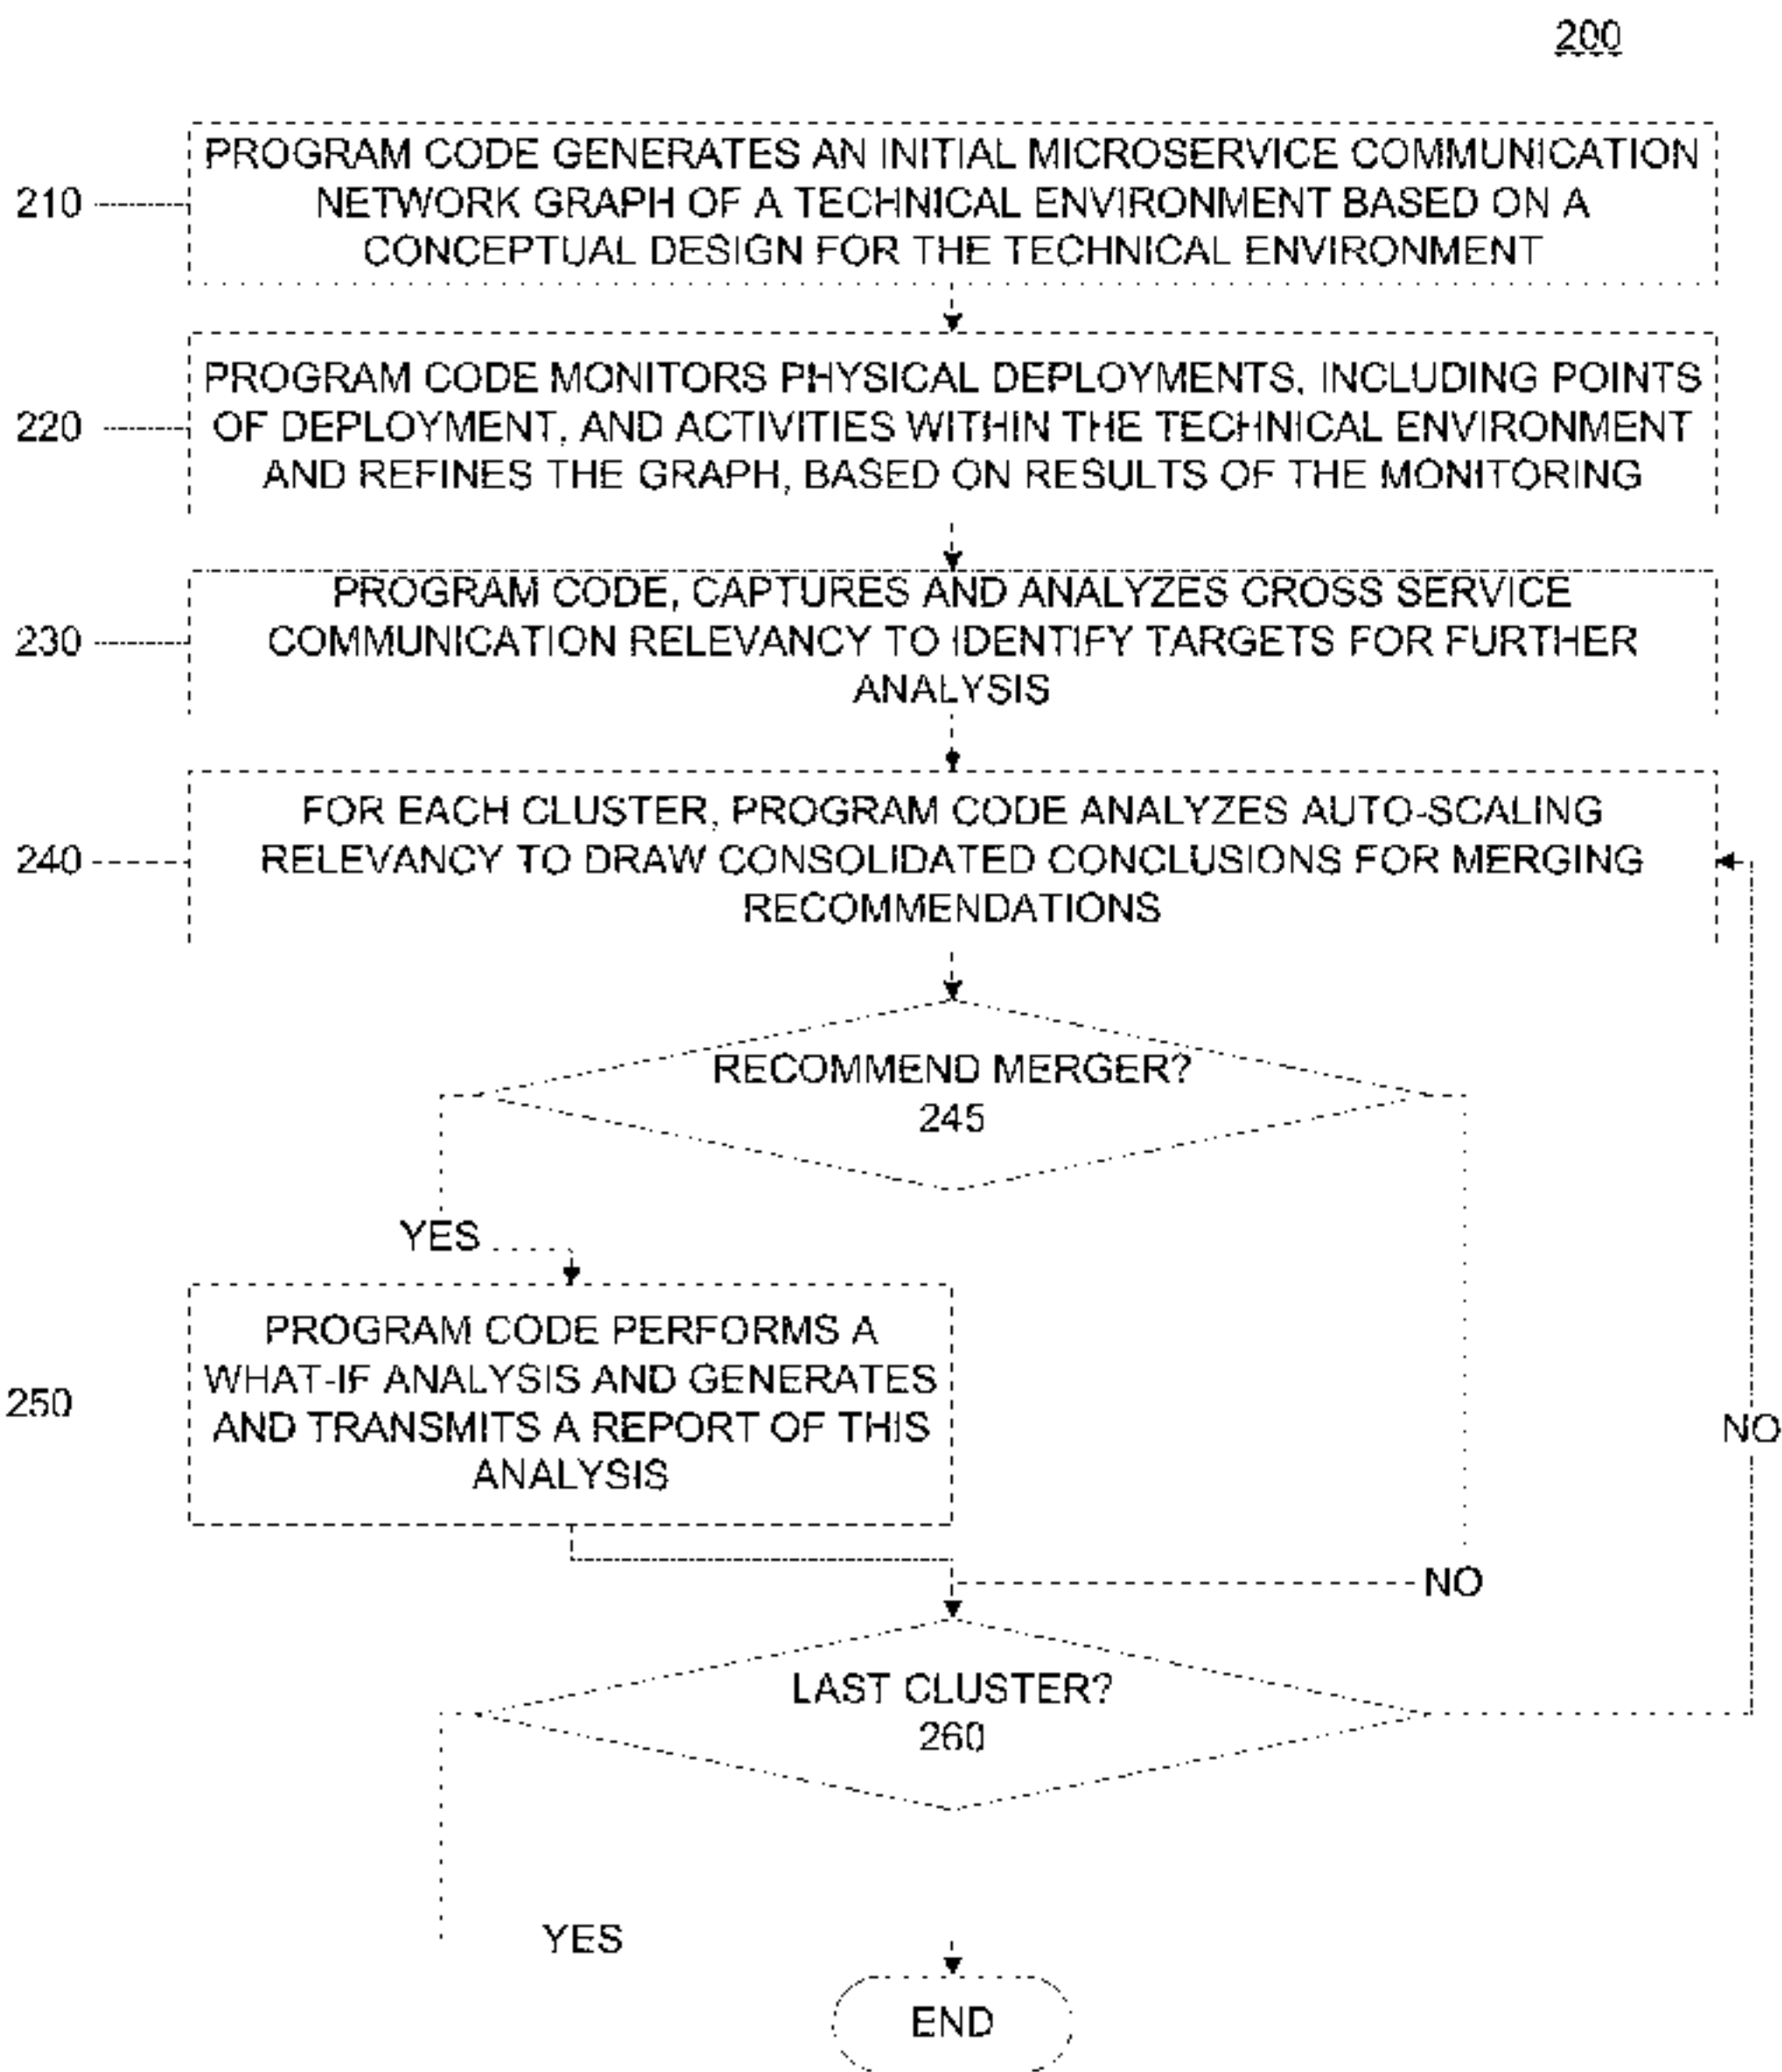 200
PROGRAM CODE GENERATES AN INITIAL MICROSERVICE COMMUNICATION
NETWORK GRAPH OF A TECHNICAL ENVIRONMENT BASED ON A
CONCEPTUAL DESIGN FOR THE TECHNICAL ENVIRONMENT
210
PROGRAM CODE MONITORS PHYSICAL DEPLOYMENTS, INCLUDING POINTS
OF DEPLOYMENT, AND ACTIVITIES WITHIN THE TECHNICAL ENVIRONMENT
AND REFINES THE GRAPH, BASED ON RESULTS OF THE MONITORING
220
PROGRAM CODE, CAPTURES AND ANALYZES CROSS SERVICE
COMMUNICATION RELEVANCY TO IDENTIFY TARGETS FOR FURTHER
ANALYSIS
230
FOR EACH CLUSTER, PROGRAM CODE ANALYZES AUTO-SCALING
RELEVANCY TO DRAW CONSOLIDATED CONCLUSIONS FOR MERGING
RECOMMENDATIONS
240
RECOMMEND MERGER?
245
YES
PROGRAM CODE PERFORMS A
WHAT-IF ANALYSIS AND GENERATES
AND TRANSMITS A REPORT OF THIS
ANALYSIS
250
NO
NO
LAST CLUSTER?
260
YES
END